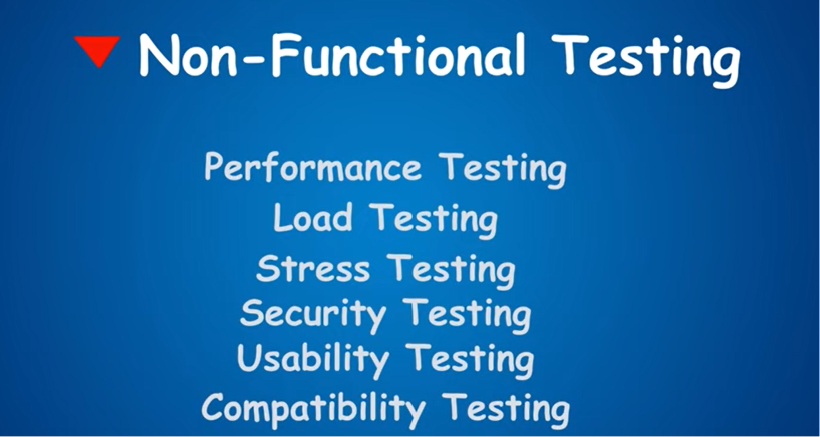 Non-Functional Testing
Performance Testing
Load Testing
Stress Testing
Security Testing
Usability Testing
Compatibility Testing